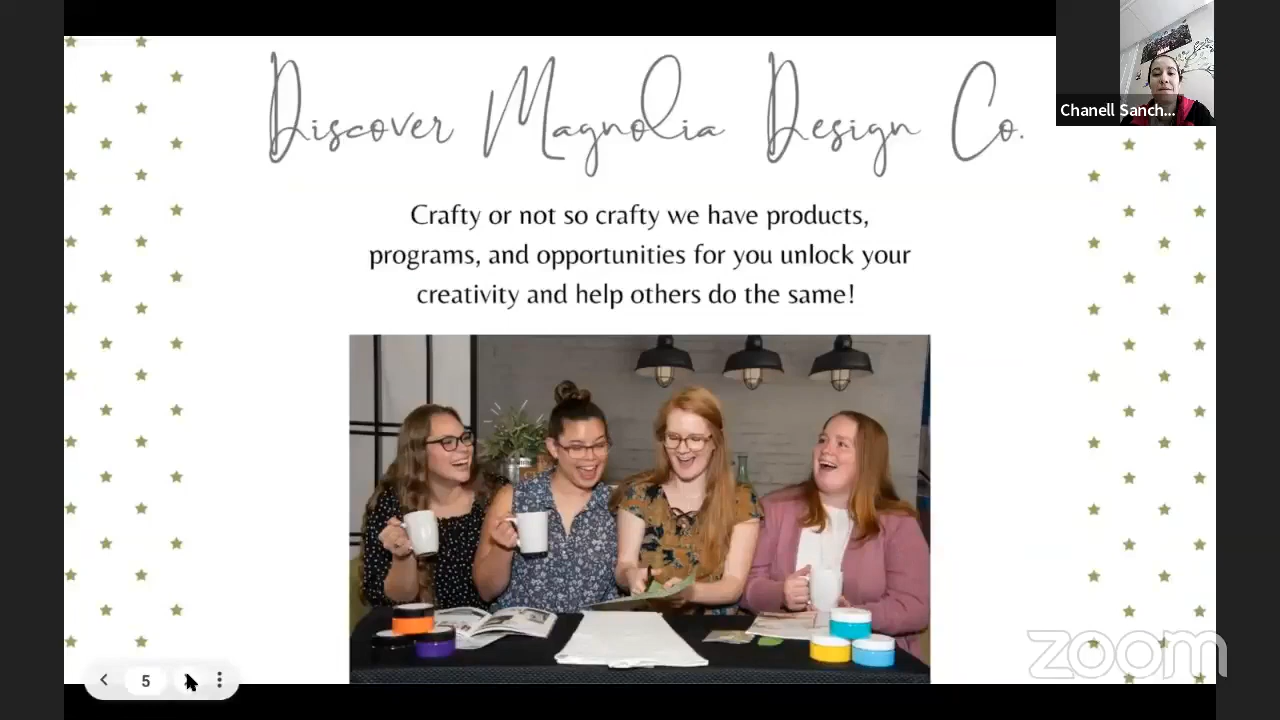 Discover Magnolia Design Co.
Chanell Sanch...
Crafty or not so crafty we have products,
programs, and opportunities for you unlock your
creativity and help others do the same!
5
zoom